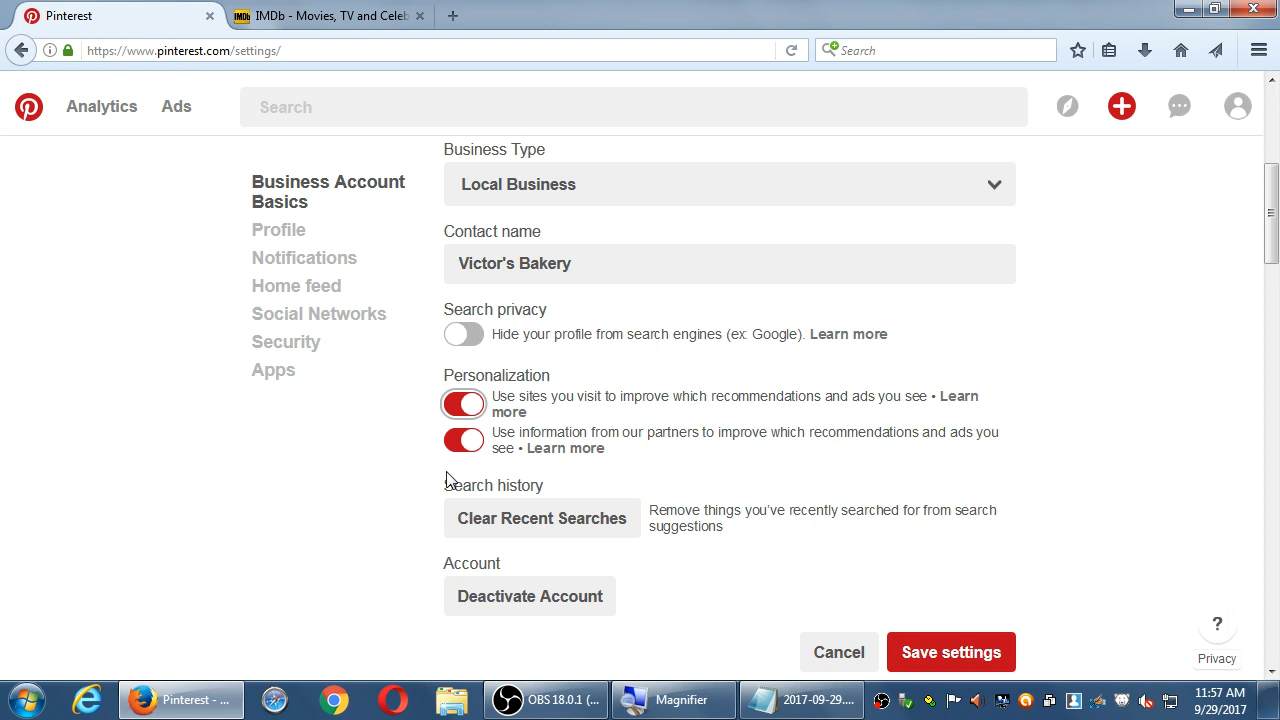 Pinterest
IMDb - Movies, TV and Celeb
https://www.pinterest.com/settings/
Search
Analytics
Ads
Search
Business Type
Business Account
Basics
Local Business
Profile
Contact name
Notifications
Victor's Bakery
Home feed
Social Networks
Search privacy
Hide your profile from search engines (ex: Google). Learn more
Security
Apps
Personalization
Use sites you visit to improve which recommendations and ads you see • Learn
more
Use information from our partners to improve which recommendations and ads you
see • Learn more
Search history
Clear Recent Searches
Remove things you've recently searched for from search
suggestions
Account
Deactivate Account
?
Cancel
Save settings
Privacy
Pinterest - ...
OBS 18.0.1 (...
Magnifier
2017-09-29....
11:57 AM
9/29/2017